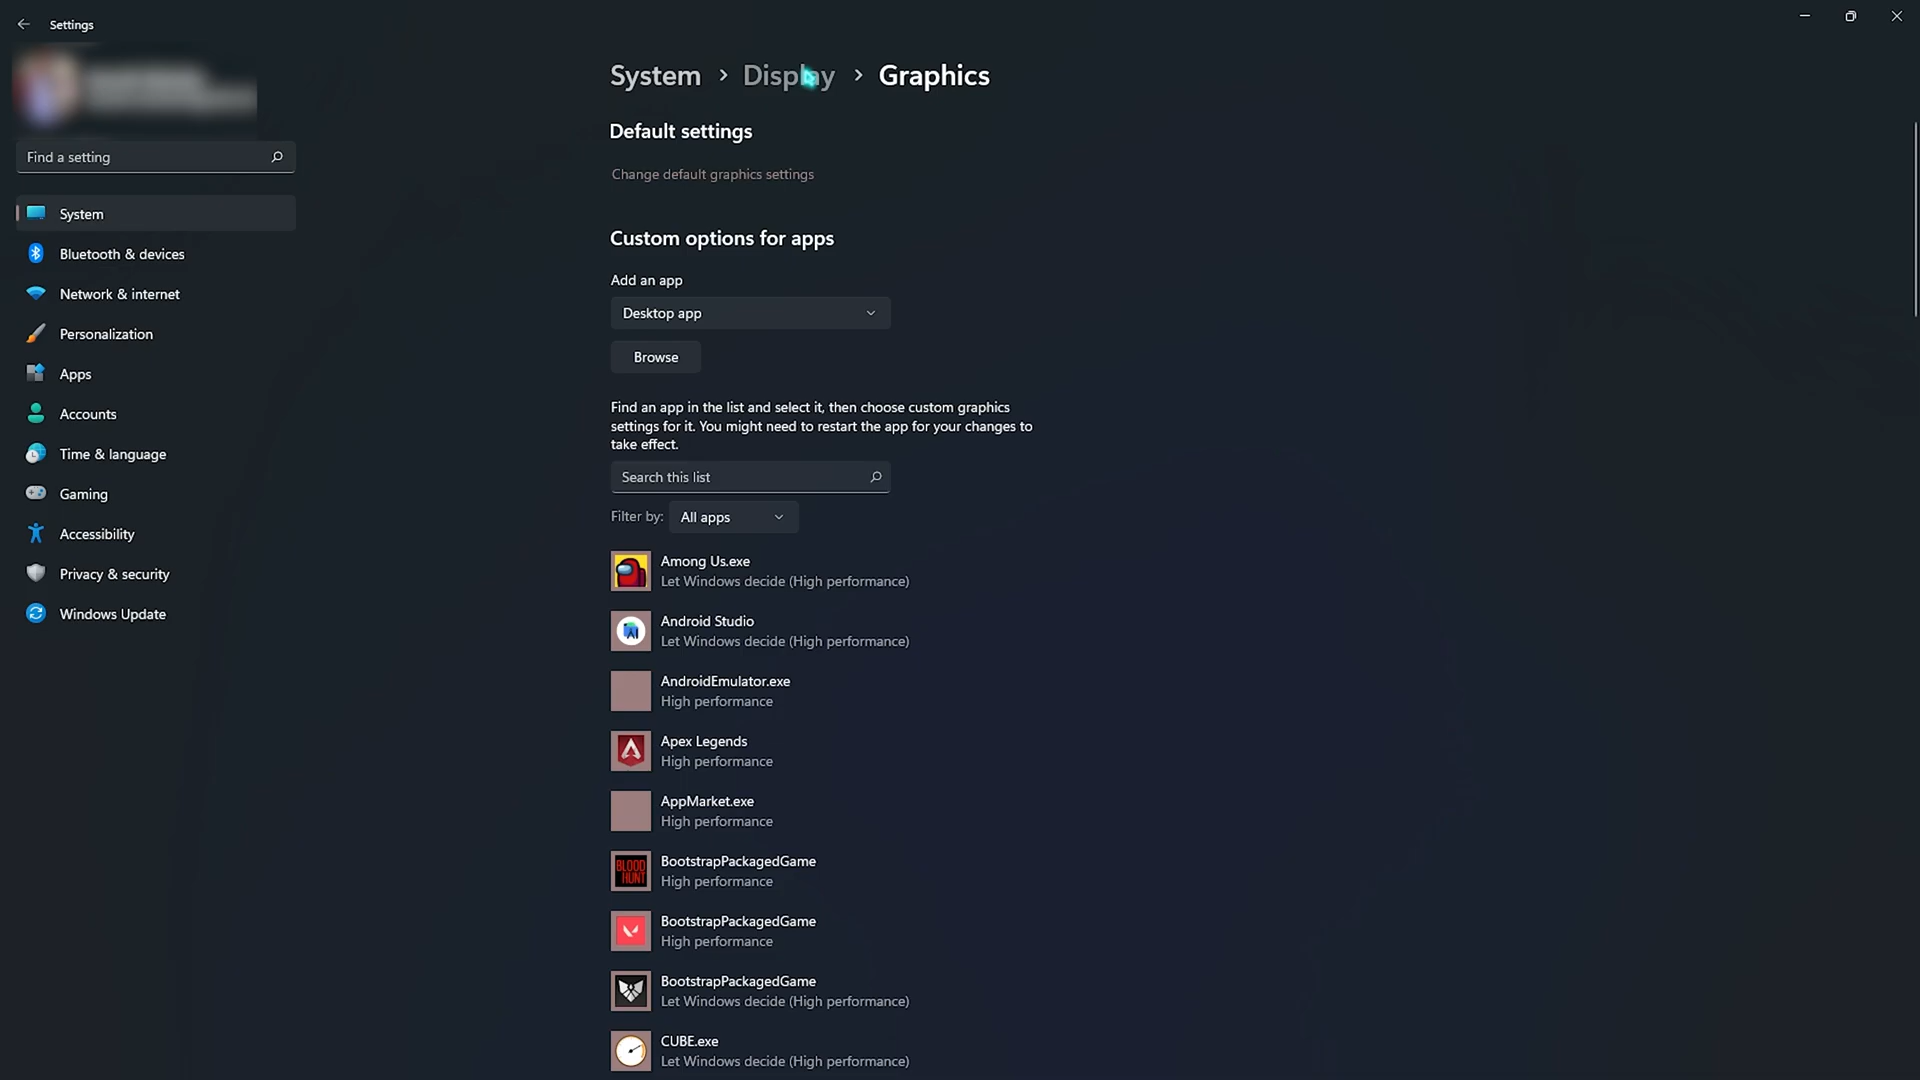 Settings
System > Display > Graphics
Default settings
Find a setting
Change default graphics settings
System
Custom options for apps
Bluetooth & devices
Add an app
Network & internet
Desktop app
Personalization
Browse
Apps
Find an app in the list and select it, then choose custom graphics
settings for it. You might need to restart the app for your changes to
take effect.
Accounts
Time & language
Search this list
Gaming
Filter by: All apps
Accessibility
Among Us.exe
Let Windows decide (High performance)
Privacy & security
Windows Update
Android Studio
Let Windows decide (High performance)
AndroidEmulator.exe
High performance
Apex Legends
High performance
AppMarket.exe
High performance
BLOOD
HUNT
BootstrapPackagedGame
High performance
BootstrapPackagedGame
High performance
BootstrapPackagedGame
Let Windows decide (High performance)
CUBE.exe
Let Windows decide (High performance)